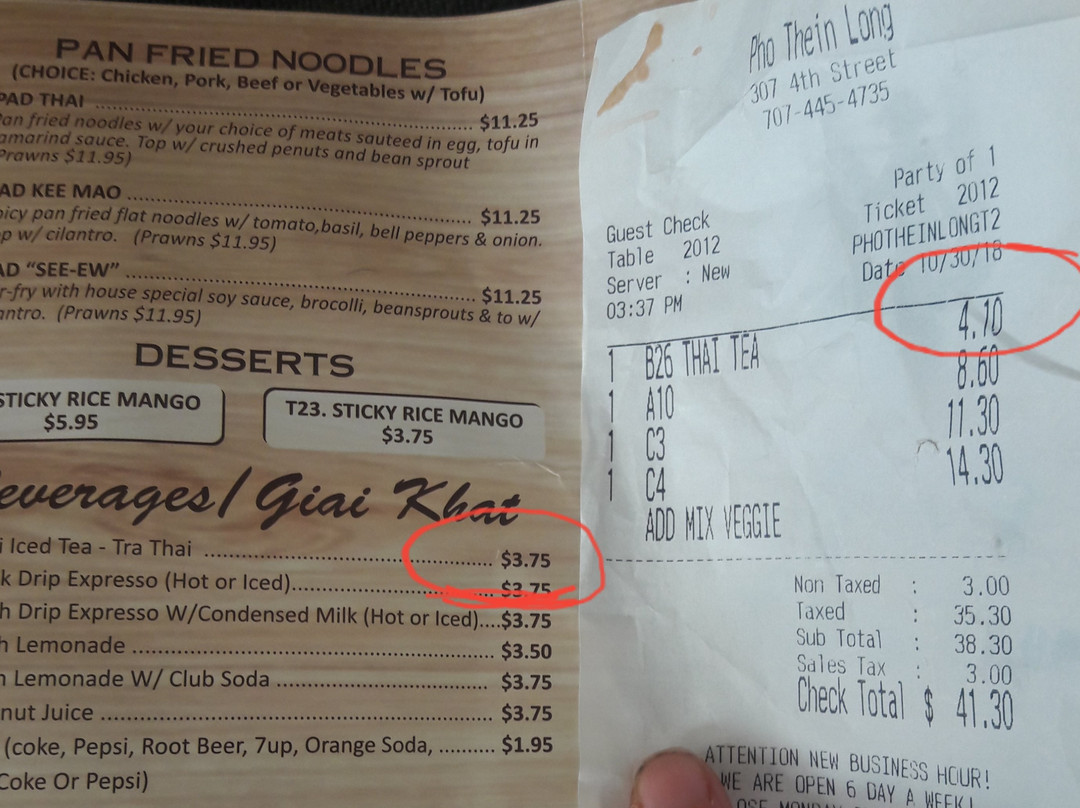 PAN FRIED NOODLES
(CHOICE: Chicken, Pork, Beef or Vegetables w/ Tofu)
PAD THAI ........ $11.25
Pan fried noodles w/ your choice of meats sauteed in egg, tofu in
amarind sauce. Top w/ crushed penuts and bean sprout
Prawns $11.95)
AD KEE MAO ........ $11.25
picy pan fried flat noodles w/ tomato,basil, bell peppers & onion.
op w/ cilantro. (Prawns $11.95)
AD "SEE-EW" ........ $11.25
r-fry with house special soy sauce, brocolli, beansprouts & to w/
antro. (Prawns $11.95)
DESSERTS
STICKY RICE MANGO
$5.95
T23. STICKY RICE MANGO
$3.75
everages/ Giai Khat
i Iced Tea - Tra Thai ........ $3.75
k Drip Expresso (Hot or Iced)........ $3.75
h Drip Expresso W/Condensed Milk (Hot or Iced)....$3.75
h Lemonade ........ $3.50
n Lemonade W/ Club Soda ........ $3.75
nut Juice ........ $3.75
(coke, Pepsi, Root Beer, 7up, Orange Soda, .......... $1.95
Coke Or Pepsi)
Pho Thein Long
307 4th Street
707-445-4735
Party of 1
Guest Check Ticket 2012
Table 2012 PHOTHEINLONGT2
Server : New Date 10/30/18
03:37 PM
1 B26 THAI TEA 4.10
1 A10 8.60
1 C3 11.30
1 C4 14.30
ADD MIX VEGGIE
Non Taxed : 3.00
Taxed : 35.30
Sub Total : 38.30
Sales Tax : 3.00
Check Total $ 41.30
ATTENTION NEW BUSINESS HOUR!
WE ARE OPEN 6 DAY A WEEK!